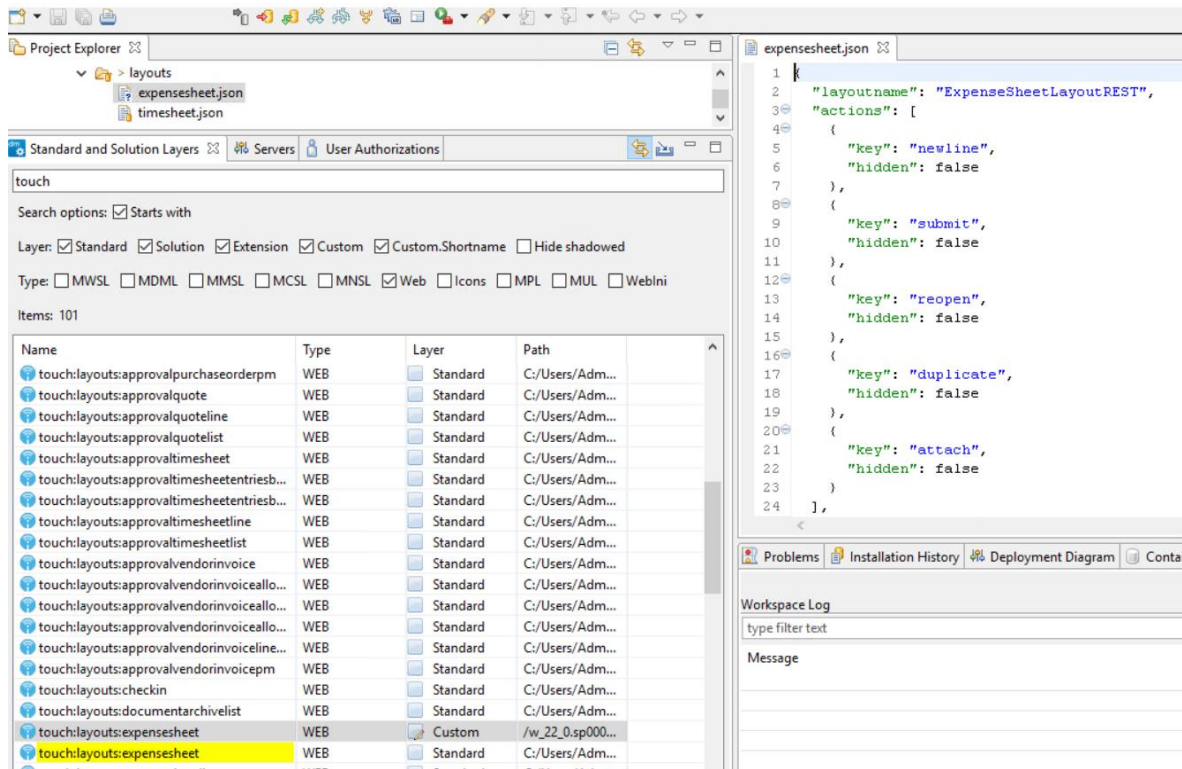 Project Explorer
> layouts
expensesheet.json
timesheet.json
Standard and Solution Layers Servers User Authorizations
touch
Search options: Starts with
Layer: Standard Solution Extension Custom Custom.Shortname Hide shadowed
Type: MWSL MDML MMSL MCSL MNSL Web Icons MPL MUL WebIni
Items: 101
Name Type Layer Path
touch:layouts:approvalpurchaseorderpm WEB Standard C:/Users/Adm...
touch:layouts:approvalquote WEB Standard C:/Users/Adm...
touch:layouts:approvalquoteline WEB Standard C:/Users/Adm...
touch:layouts:approvalquotelist WEB Standard C:/Users/Adm...
touch:layouts:approvaltimesheet WEB Standard C:/Users/Adm...
touch:layouts:approvaltimesheetentriesb... WEB Standard C:/Users/Adm...
touch:layouts:approvaltimesheetentriesb... WEB Standard C:/Users/Adm...
touch:layouts:approvaltimesheetline WEB Standard C:/Users/Adm...
touch:layouts:approvaltimesheetlist WEB Standard C:/Users/Adm...
touch:layouts:approvalvendorinvoice WEB Standard C:/Users/Adm...
touch:layouts:approvalvendorinvoiceallo... WEB Standard C:/Users/Adm...
touch:layouts:approvalvendorinvoiceallo... WEB Standard C:/Users/Adm...
touch:layouts:approvalvendorinvoiceallo... WEB Standard C:/Users/Adm...
touch:layouts:approvalvendorinvoiceline... WEB Standard C:/Users/Adm...
touch:layouts:approvalvendorinvoicepm WEB Standard C:/Users/Adm...
touch:layouts:checkin WEB Standard C:/Users/Adm...
touch:layouts:documentarchivelist WEB Standard C:/Users/Adm...
touch:layouts:expensesheet WEB Custom /w_22_0.sp000...
touch:layouts:expensesheet WEB Standard C:/Users/Adm...
expensesheet.json
1 {
2 "layoutname": "ExpenseSheetLayoutREST",
3 "actions": [
4 {
5 "key": "newline",
6 "hidden": false
7 },
8 {
9 "key": "submit",
10 "hidden": false
11 },
12 {
13 "key": "reopen",
14 "hidden": false
15 },
16 {
17 "key": "duplicate",
18 "hidden": false
19 },
20 {
21 "key": "attach",
22 "hidden": false
23 }
24 ],
Problems Installation History Deployment Diagram Conta
Workspace Log
type filter text
Message